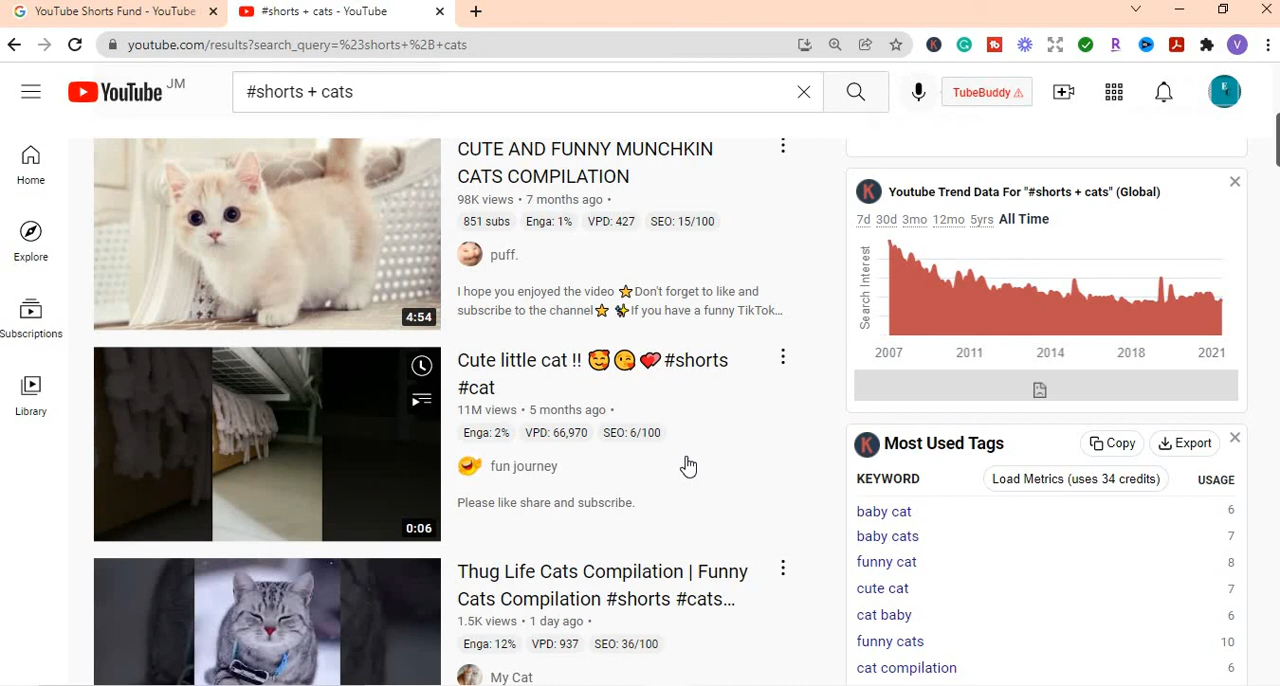 YouTube Shorts Fund - YouTube
#shorts + cats - YouTube
youtube.com/results?search_query=%23shorts+%2B+cats
YouTube JM
#shorts + cats
TubeBuddy
Home
Explore
Subscriptions
Library
CUTE AND FUNNY MUNCHKIN
CATS COMPILATION
98K views • 7 months ago •
851 subs Enga: 1% VPD: 427 SEO: 15/100
puff.
I hope you enjoyed the video ⭐Don't forget to like and
subscribe to the channel⭐ ✨If you have a funny TikTok...
4:54
Cute little cat !! 🥰 😘 💓 #shorts
#cat
11M views • 5 months ago •
Enga: 2% VPD: 66,970 SEO: 6/100
fun journey
Please like share and subscribe.
0:06
Thug Life Cats Compilation | Funny
Cats Compilation #shorts #cats...
1.5K views • 1 day ago •
Enga: 12% VPD: 937 SEO: 36/100
My Cat
K Youtube Trend Data For "#shorts + cats" (Global)
7d 30d 3mo 12mo 5yrs All Time
Search Interest
2007 2011 2014 2018 2021
K Most Used Tags Copy Export
KEYWORD Load Metrics (uses 34 credits) USAGE
baby cat 6
baby cats 7
funny cat 8
cute cat 7
cat baby 6
funny cats 10
cat compilation 6